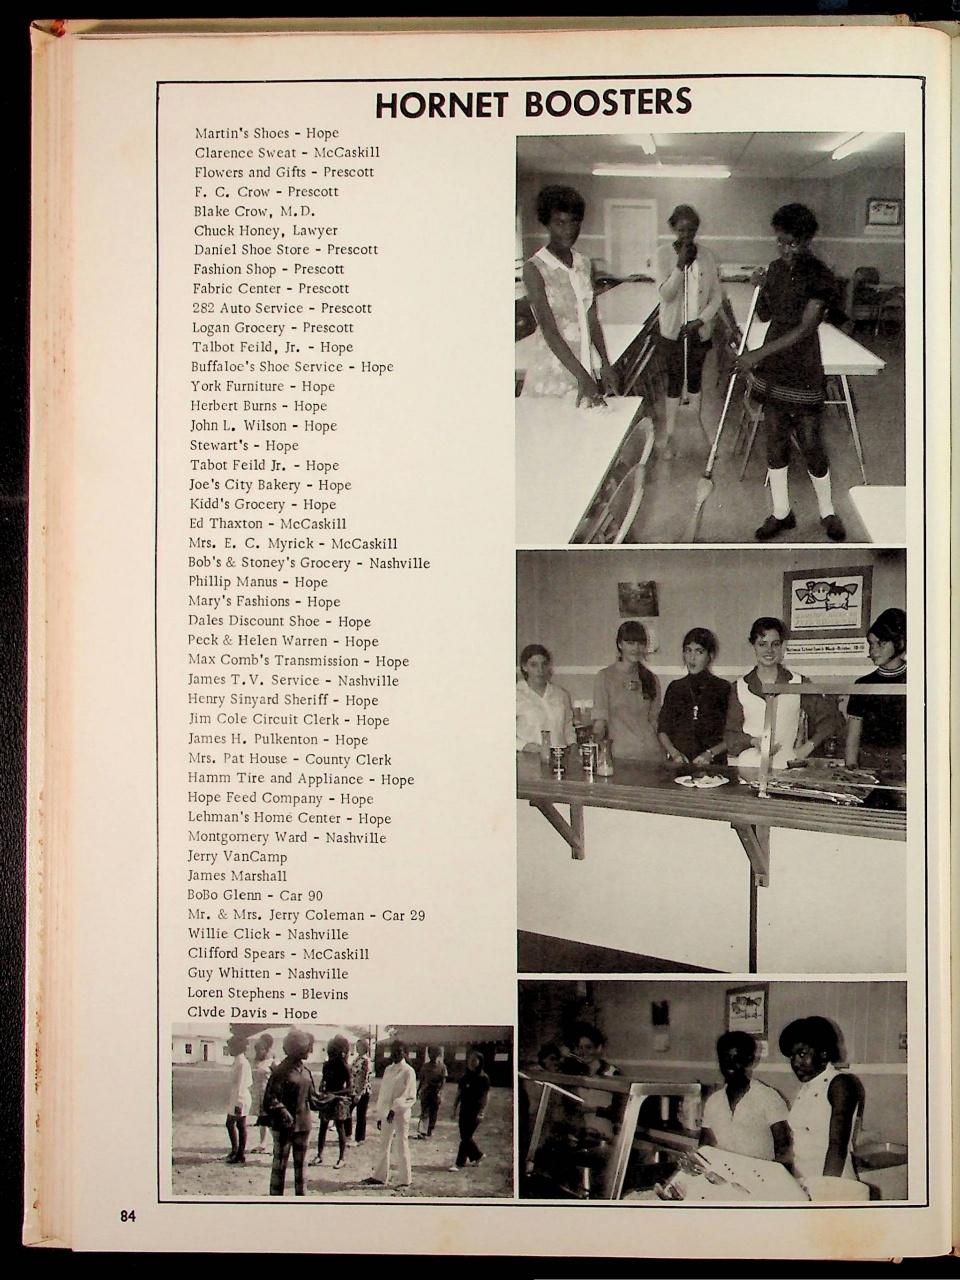 HORNET BOOSTERS
Martin's Shoes - Hope
Clarence Sweat - McCaskill
Flowers and Gifts - Prescott
F. C. Crow - Prescott
Blake Crow, M.D.
Chuck Honey, Lawyer
Daniel Shoe Store - Prescott
Fashion Shop - Prescott
Fabric Center - Prescott
282 Auto Service - Prescott
Logan Grocery - Prescott
Talbot Feild, Jr. - Hope
Buffaloe's Shoe Service - Hope
York Furniture - Hope
Herbert Burns - Hope
John L. Wilson - Hope
Stewart's - Hope
Tabot Feild Jr. - Hope
Joe's City Bakery - Hope
Kidd's Grocery - Hope
Ed Thaxton - McCaskill
Mrs. E. C. Myrick - McCaskill
Bob's & Stoney's Grocery - Nashville
Phillip Manus - Hope
Mary's Fashions - Hope
Dales Discount Shoe - Hope
Peck & Helen Warren - Hope
Max Comb's Transmission - Hope
James T.V. Service - Nashville
Henry Sinyard Sheriff - Hope
Jim Cole Circuit Clerk - Hope
James H. Pulkenton - Hope
Mrs. Pat House - County Clerk
Hamm Tire and Appliance - Hope
Hope Feed Company - Hope
Lehman's Home Center - Hope
Montgomery Ward - Nashville
Jerry VanCamp
James Marshall
BoBo Glenn - Car 90
Mr. & Mrs. Jerry Coleman - Car 29
Willie Click - Nashville
Clifford Spears - McCaskill
Guy Whitten - Nashville
Loren Stephens - Blevins
Clyde Davis - Hope
National School Lunch Week-October
84